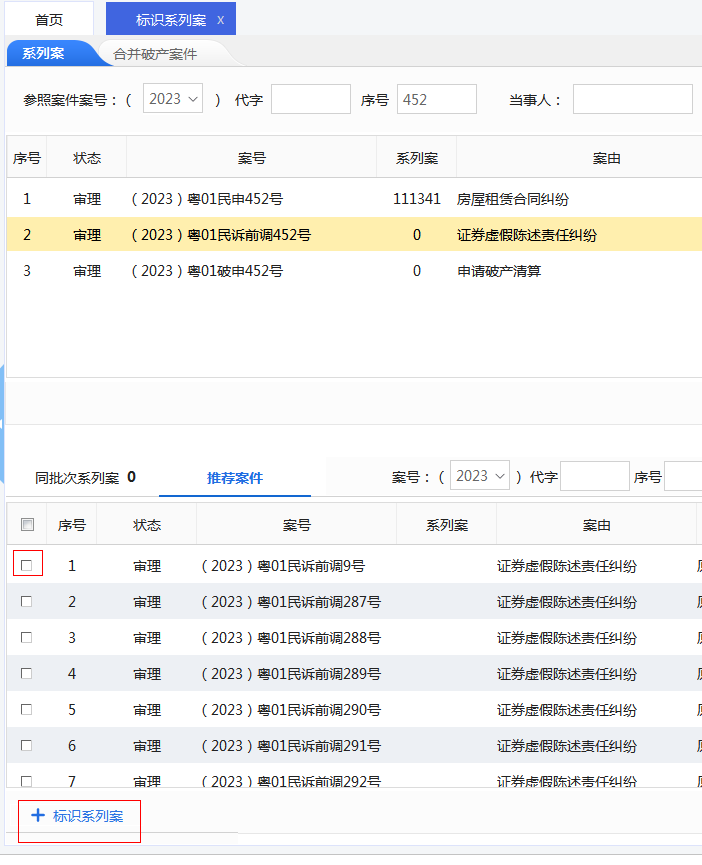 首页 标识系列案 x
系列案 合并破产案件
参照案件案号：（ 2023 ） 代字 序号 452 当事人：
序号 状态 案号 系列案 案由
1 审理 （2023）粤01民申452号 111341 房屋租赁合同纠纷
2 审理 （2023）粤01民诉前调452号 0 证券虚假陈述责任纠纷
3 审理 （2023）粤01破申452号 0 申请破产清算
同批次系列案 0 推荐案件 案号：（ 2023 ） 代字 序号
序号 状态 案号 系列案 案由
1 审理 （2023）粤01民诉前调9号 证券虚假陈述责任纠纷
2 审理 （2023）粤01民诉前调287号 证券虚假陈述责任纠纷
3 审理 （2023）粤01民诉前调288号 证券虚假陈述责任纠纷
4 审理 （2023）粤01民诉前调289号 证券虚假陈述责任纠纷
5 审理 （2023）粤01民诉前调290号 证券虚假陈述责任纠纷
6 审理 （2023）粤01民诉前调291号 证券虚假陈述责任纠纷
7 审理 （2023）粤01民诉前调292号 证券虚假陈述责任纠纷
+ 标识系列案